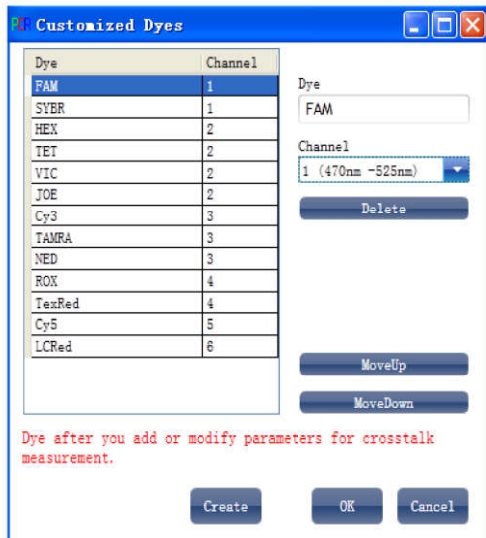 PCR Customized Dyes
Dye Channel
FAM 1
SYBR 1
HEX 2
TET 2
VIC 2
JOE 2
Cy3 3
TAMRA 3
NED 3
ROX 4
TexRed 4
Cy5 5
LCRed 6
Dye
FAM
Channel
1 (470nm -525nm)
Delete
MoveUp
MoveDown
Dye after you add or modify parameters for crosstalk
measurement.
Create OK Cancel